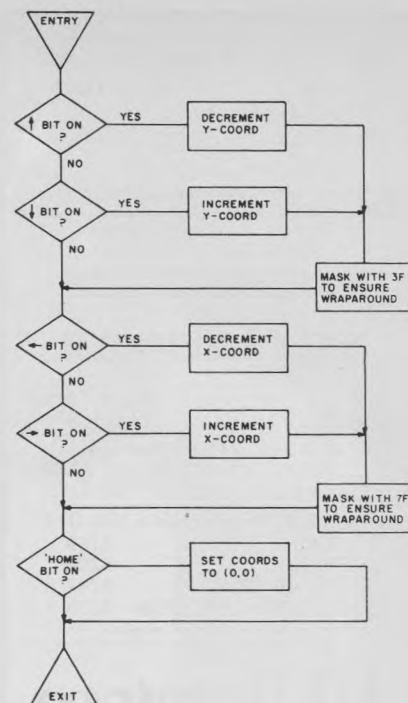 ENTRY
↑ BIT ON
?
YES
DECREMENT
Y-COORD
NO
↓ BIT ON
?
YES
INCREMENT
Y-COORD
NO
MASK WITH 3F
TO ENSURE
WRAPAROUND
← BIT ON
?
YES
DECREMENT
X-COORD
NO
→ BIT ON
?
YES
INCREMENT
X-COORD
NO
MASK WITH 7F
TO ENSURE
WRAPAROUND
'HOME'
BIT ON
?
SET COORDS
TO (0,0)
EXIT